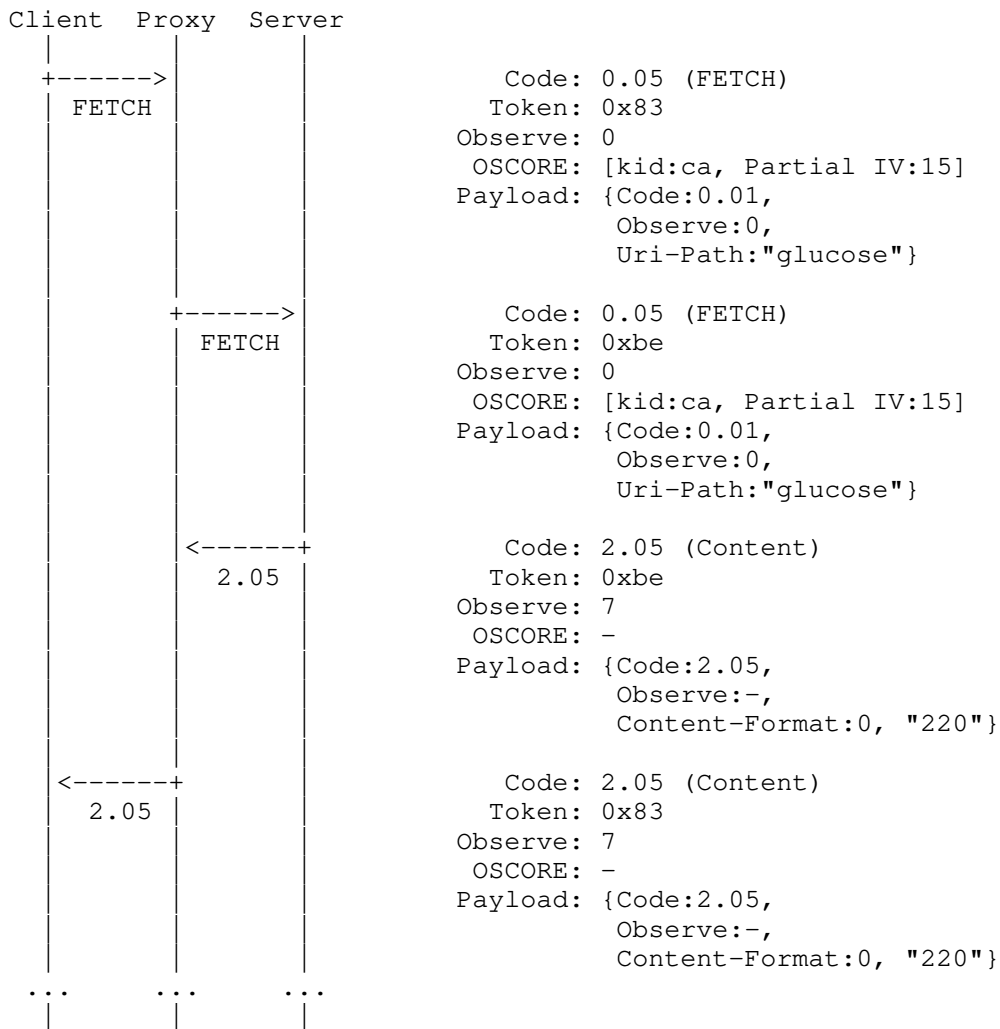 Client  Proxy  Server
  |       |       |
  +------>|       |            Code: 0.05 (FETCH)
  | FETCH |       |           Token: 0x83
  |       |       |         Observe: 0
  |       |       |          OSCORE: [kid:ca, Partial IV:15]
  |       |       |         Payload: {Code:0.01,
  |       |       |                   Observe:0,
  |       |       |                   Uri-Path:"glucose"}
  |       |       |
  |       +------>|            Code: 0.05 (FETCH)
  |       | FETCH |           Token: 0xbe
  |       |       |         Observe: 0
  |       |       |          OSCORE: [kid:ca, Partial IV:15]
  |       |       |         Payload: {Code:0.01,
  |       |       |                   Observe:0,
  |       |       |                   Uri-Path:"glucose"}
  |       |       |
  |       |<------+            Code: 2.05 (Content)
  |       |  2.05 |           Token: 0xbe
  |       |       |         Observe: 7
  |       |       |          OSCORE: -
  |       |       |         Payload: {Code:2.05,
  |       |       |                   Observe:-,
  |       |       |                   Content-Format:0, "220"}
  |       |       |
  |<------+       |            Code: 2.05 (Content)
  |  2.05 |       |           Token: 0x83
  |       |       |         Observe: 7
  |       |       |          OSCORE: -
  |       |       |         Payload: {Code:2.05,
  |       |       |                   Observe:-,
  |       |       |                   Content-Format:0, "220"}
 ...     ...     ...
  |       |       |